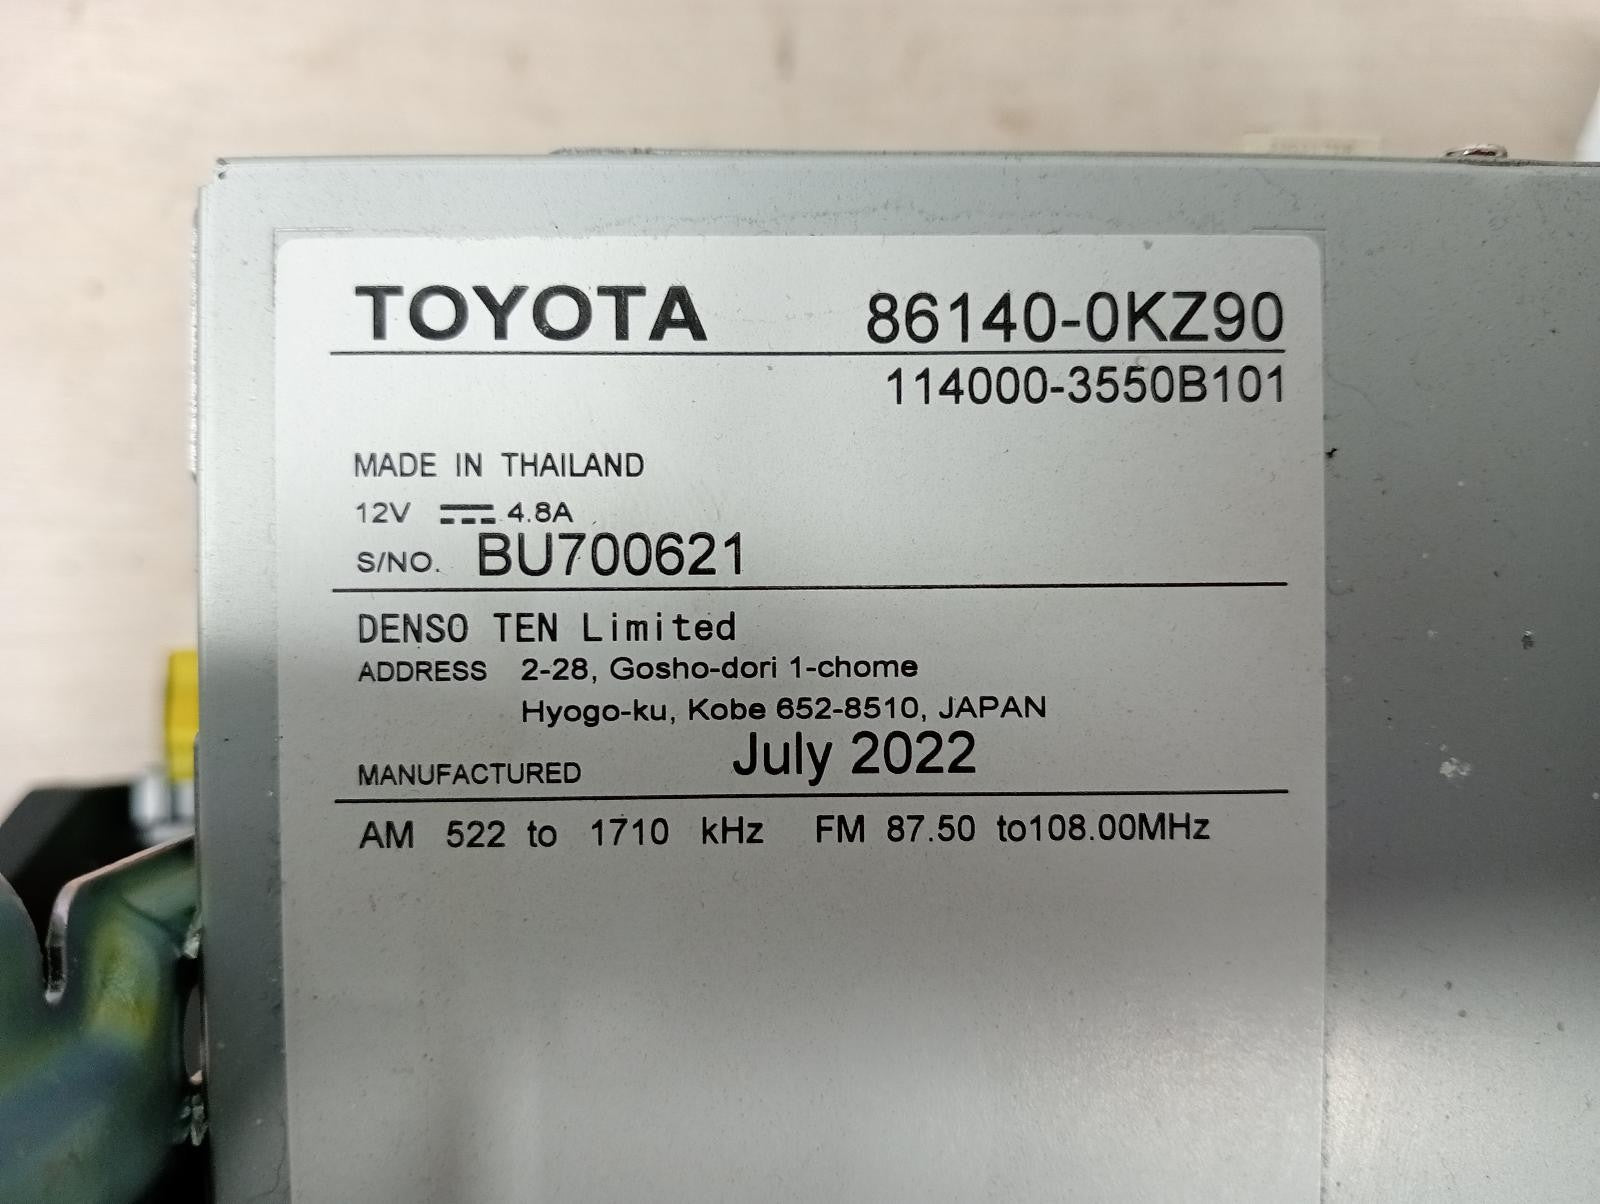 TOYOTA 86140-0KZ90
114000-3550B101
MADE IN THAILAND
12V ⎓ 4.8A
S/NO. BU700621
DENSO TEN Limited
ADDRESS 2-28, Gosho-dori 1-chome
Hyogo-ku, Kobe 652-8510, JAPAN
MANUFACTURED July 2022
AM 522 to 1710 kHz FM 87.50 to108.00MHz